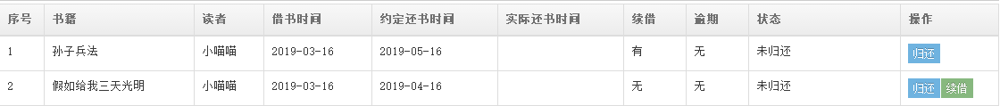 序号 书籍 读者 借书时间 约定还书时间 实际还书时间 续借 逾期 状态 操作
1 孙子兵法 小喵喵 2019-03-16 2019-05-16 有 无 未归还 归还
2 假如给我三天光明 小喵喵 2019-03-16 2019-04-16 无 无 未归还 归还 续借